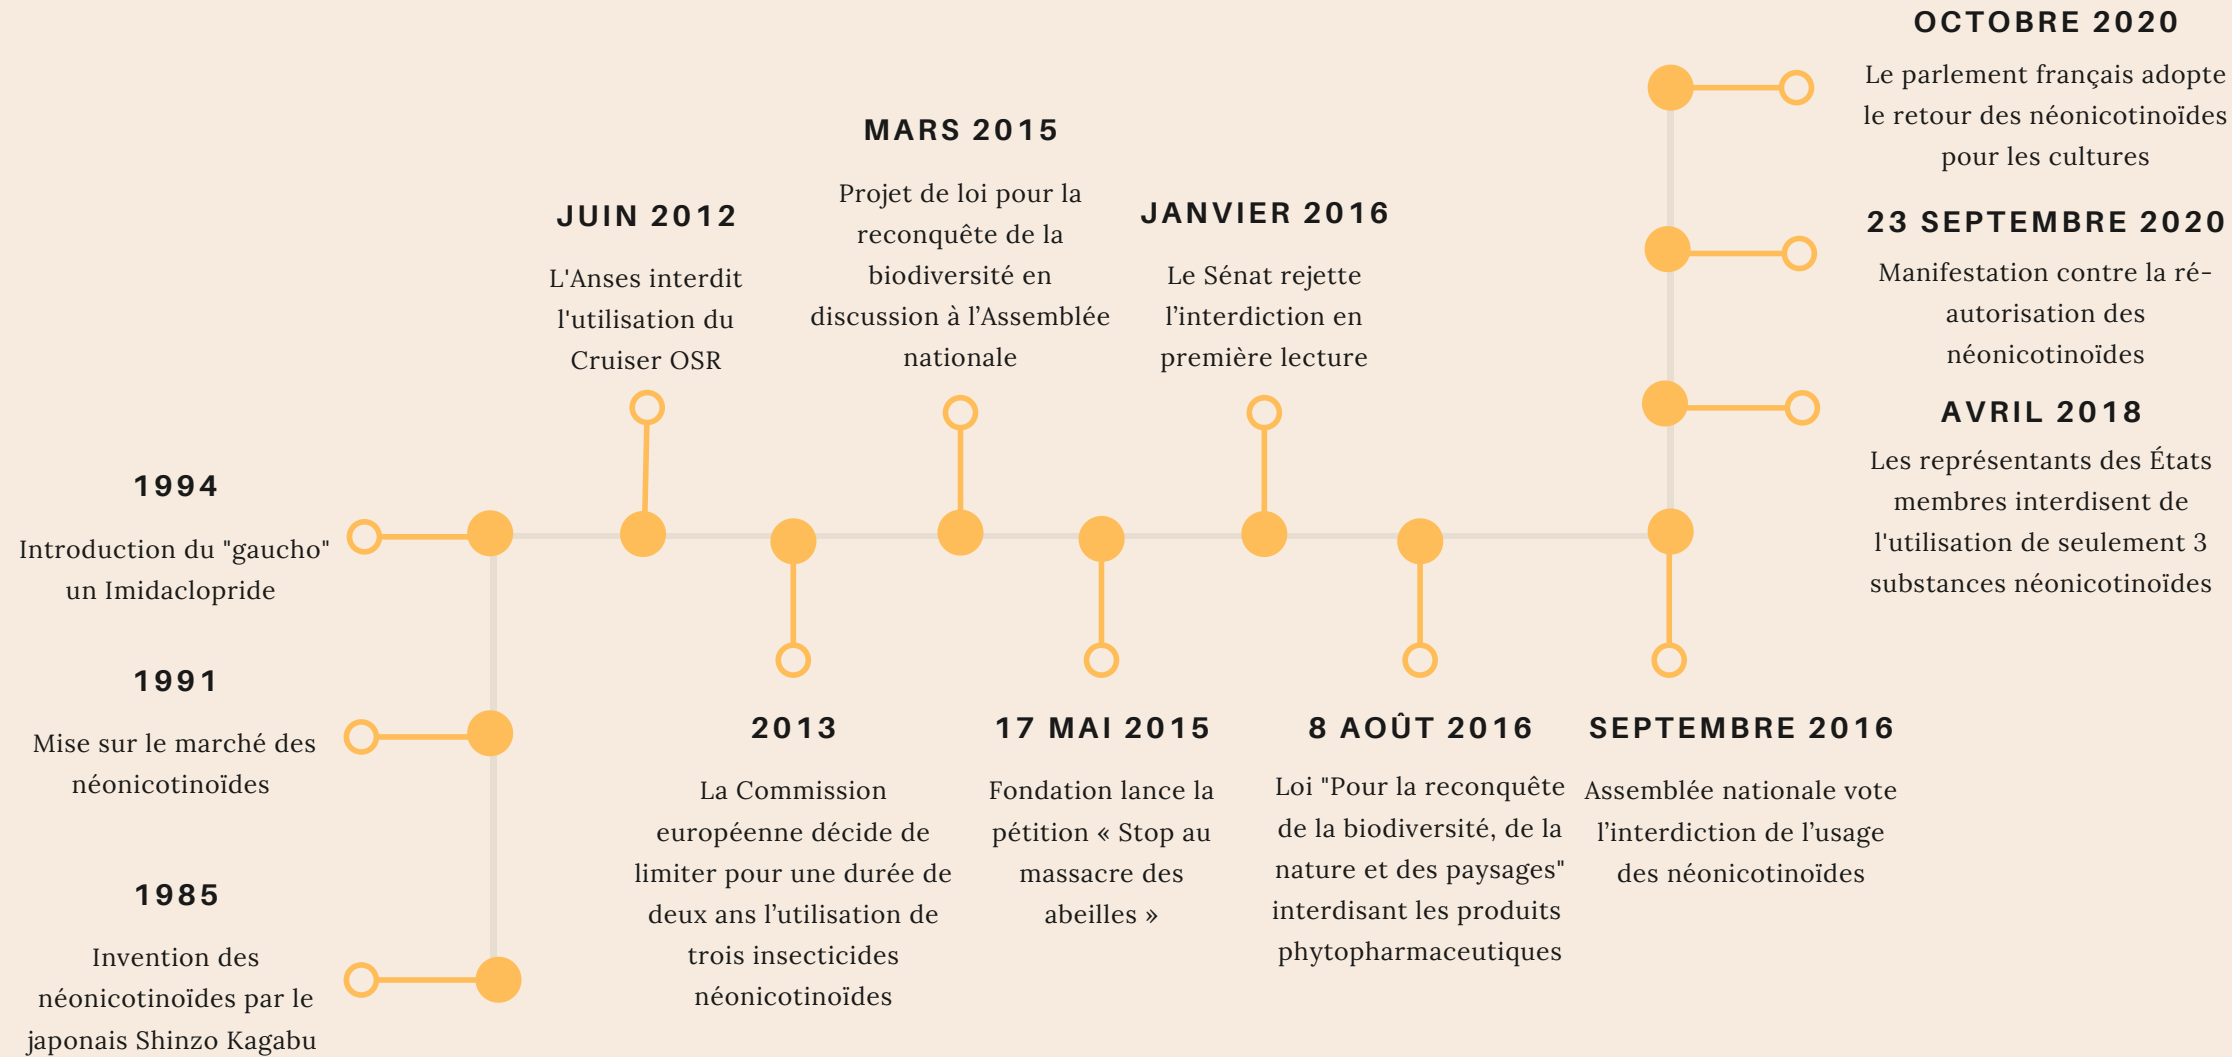 1985
Invention des
néonicotinoïdes par le
japonais Shinzo Kagabu
1991
Mise sur le marché des
néonicotinoïdes
1994
Introduction du "gaucho"
un Imidaclopride
JUIN 2012
L'Anses interdit
l'utilisation du
Cruiser OSR
2013
La Commission
européenne décide de
limiter pour une durée de
deux ans l’utilisation de
trois insecticides
néonicotinoïdes
MARS 2015
Projet de loi pour la
reconquête de la
biodiversité en
discussion à l’Assemblée
nationale
17 MAI 2015
Fondation lance la
pétition « Stop au
massacre des
abeilles »
JANVIER 2016
Le Sénat rejette
l’interdiction en
première lecture
8 AOÛT 2016
Loi "Pour la reconquête
de la biodiversité, de la
nature et des paysages"
interdisant les produits
phytopharmaceutiques
SEPTEMBRE 2016
Assemblée nationale vote
l’interdiction de l’usage
des néonicotinoïdes
AVRIL 2018
Les représentants des États
membres interdisent de
l'utilisation de seulement 3
substances néonicotinoïdes
23 SEPTEMBRE 2020
Manifestation contre la ré-
autorisation des
néonicotinoïdes
OCTOBRE 2020
Le parlement français adopte
le retour des néonicotinoïdes
pour les cultures